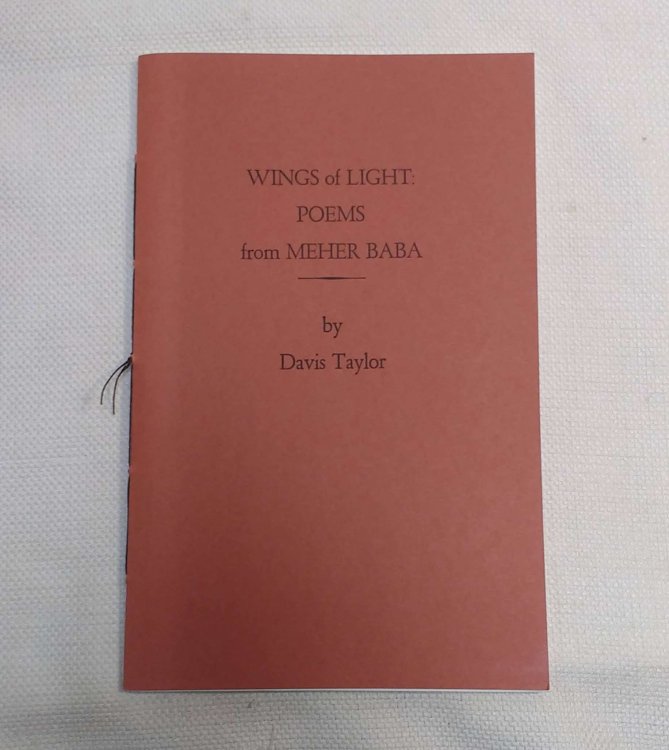 WINGS of LIGHT:
POEMS
from MEHER BABA
by
Davis Taylor